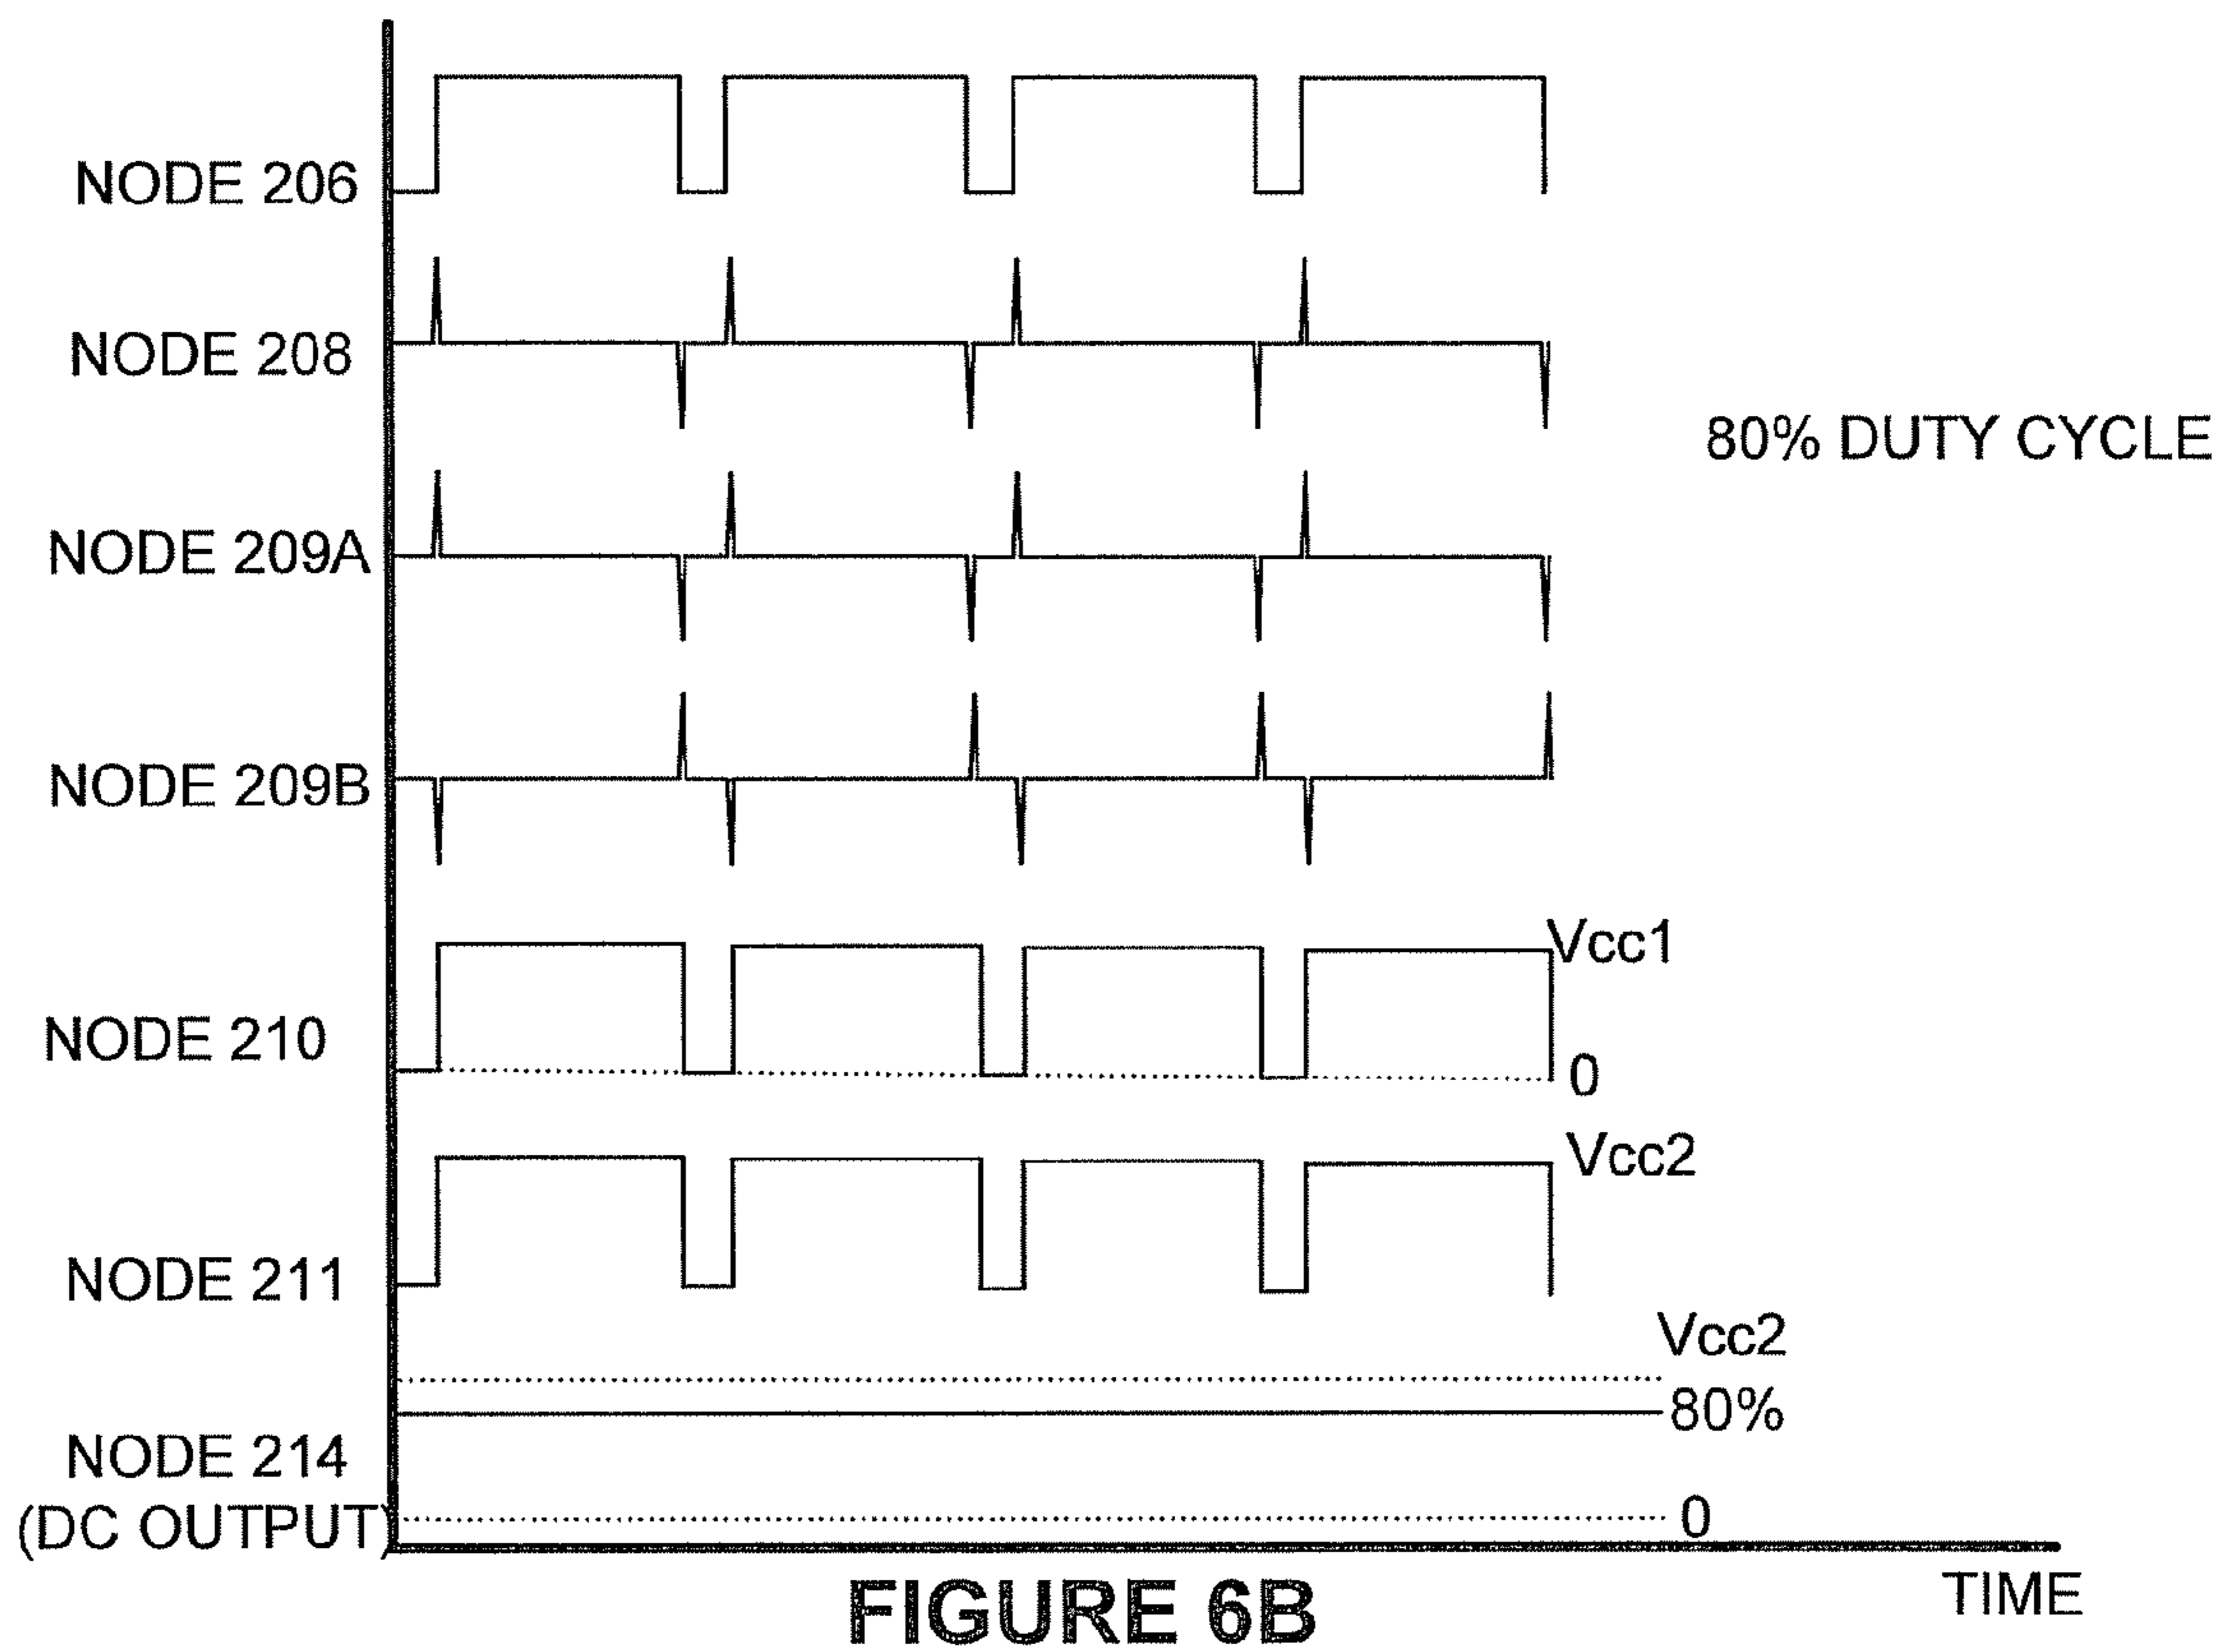 NODE 206
NODE 208
80% DUTY CYCLE
NODE 209A
NODE 209B
Vcc1
NODE 210
0
Vcc2
NODE 211
Vcc2
80%
NODE 214
(DC OUTPUT)
0
TIME
FIGURE 6B